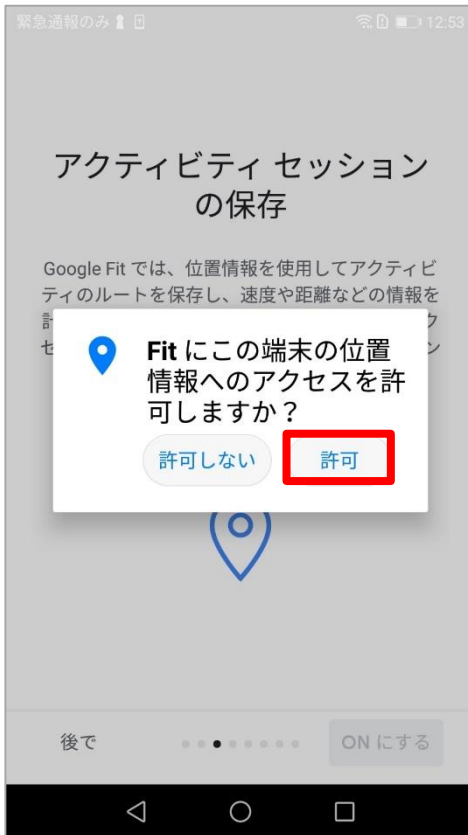 緊急通報のみ 12:53
アクティビティ セッション
の保存
Google Fit では、位置情報を使用してアクティビ
ティのルートを保存し、速度や距離などの情報を
Fit にこの端末の位置
情報へのアクセスを許
可しますか？
許可しない 許可
後で ON にする